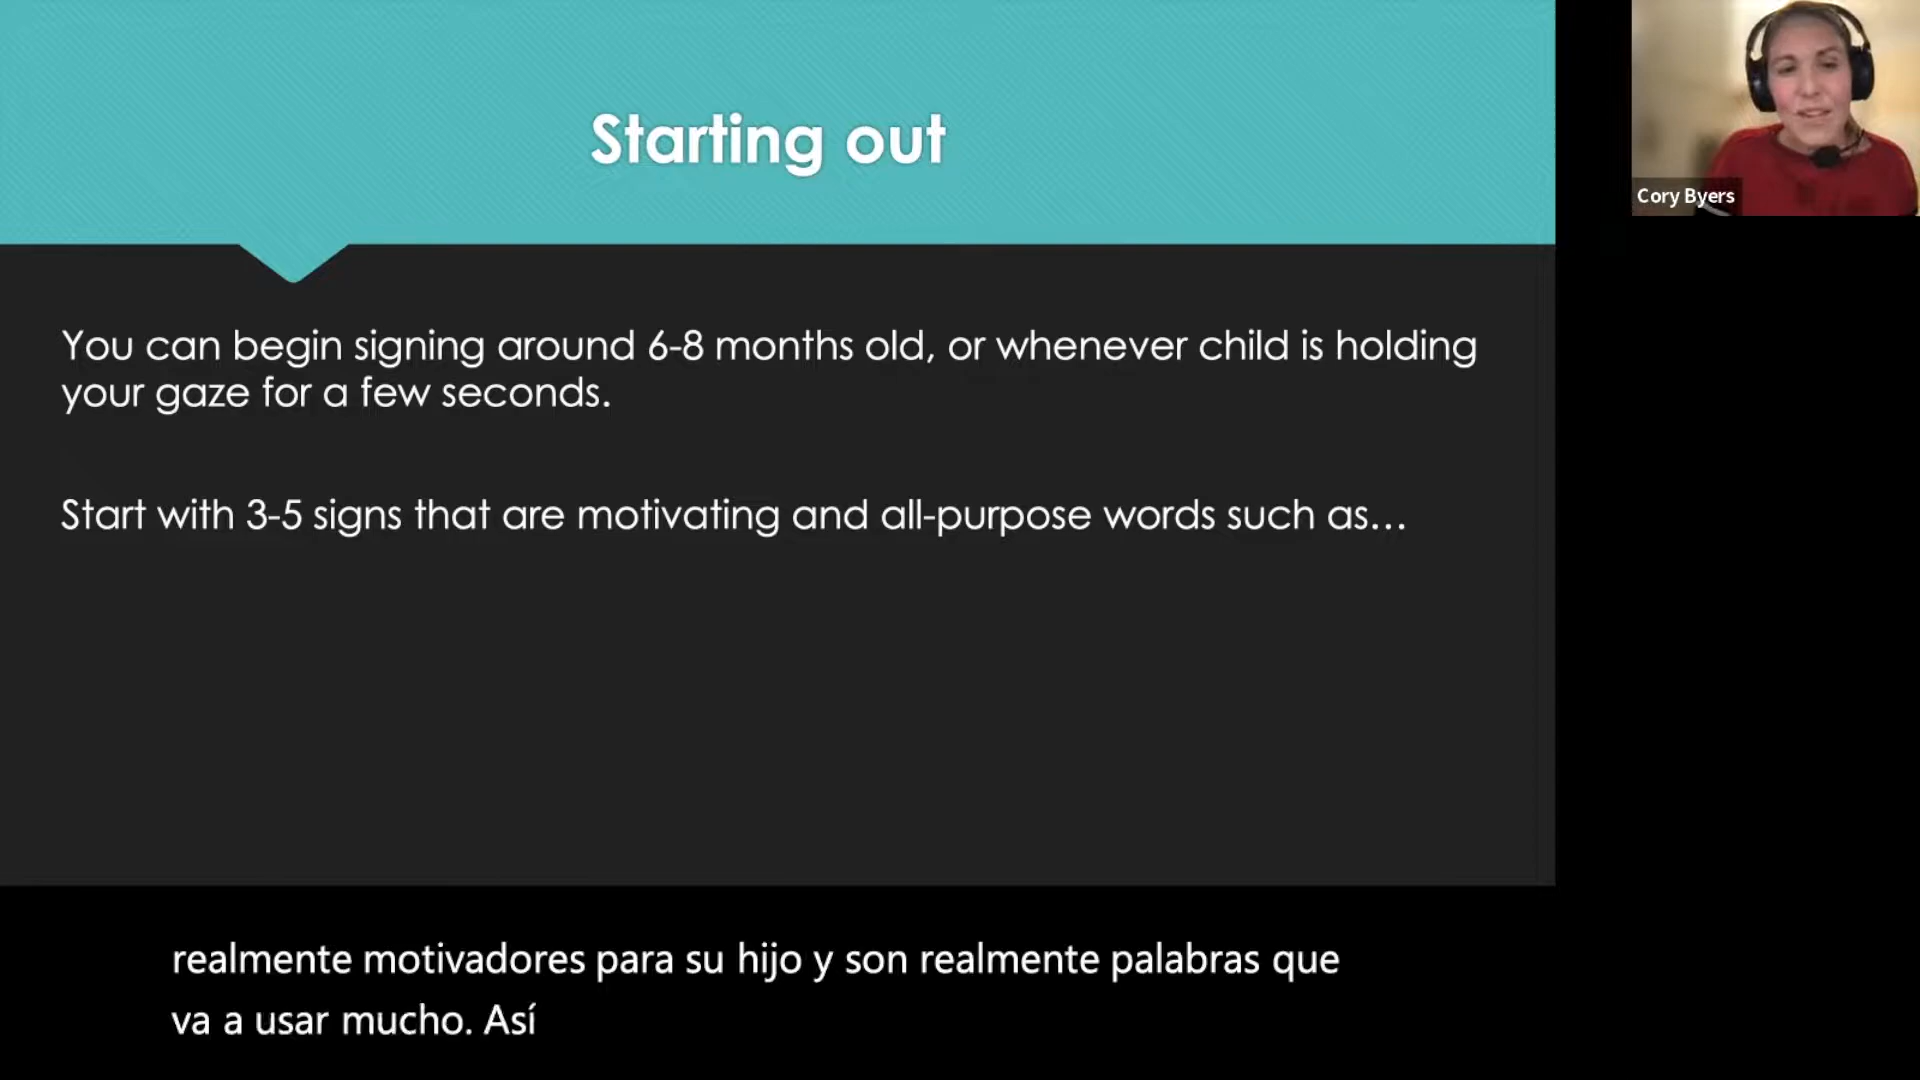 Starting out
Cory Byers
You can begin signing around 6-8 months old, or whenever child is holding
your gaze for a few seconds.
Start with 3-5 signs that are motivating and all-purpose words such as...
realmente motivadores para su hijo y son realmente palabras que
va a usar mucho. Así